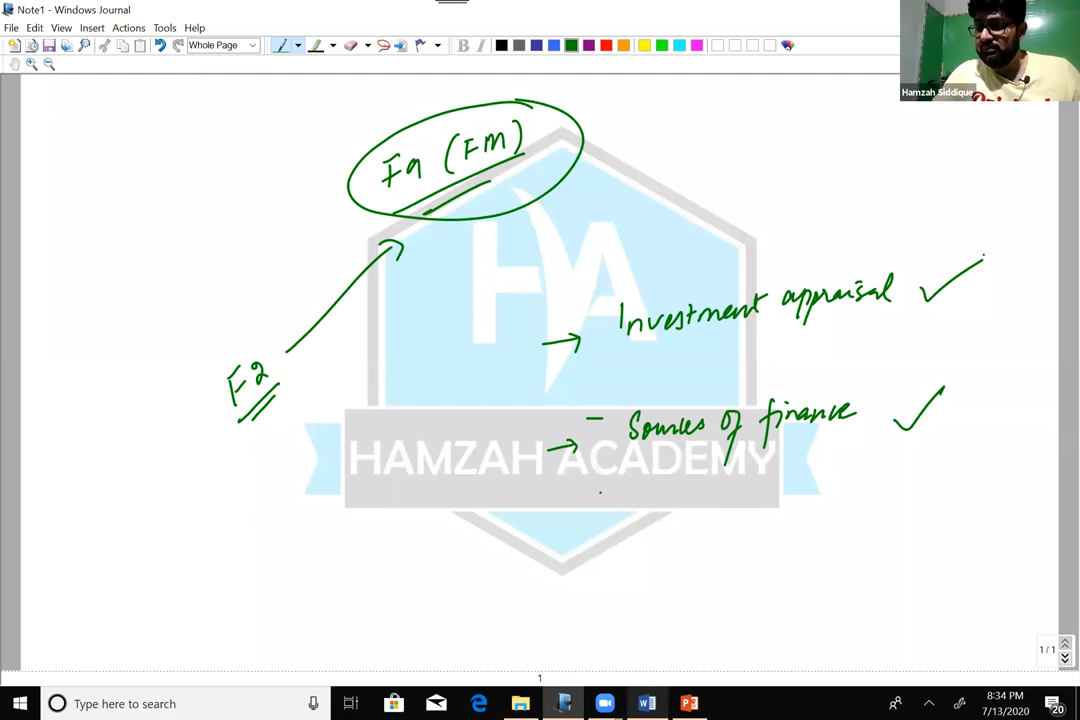 Note1 - Windows Journal
File Edit View Insert Actions Tools Help
Whole Page
B I
Hamzah Siddique
F9 (FM)
Investment appraisal
F2
- Sources of finance
HA
HAMZAH ACADEMY
1 / 1
1
Type here to search
8:34 PM
7/13/2020
20